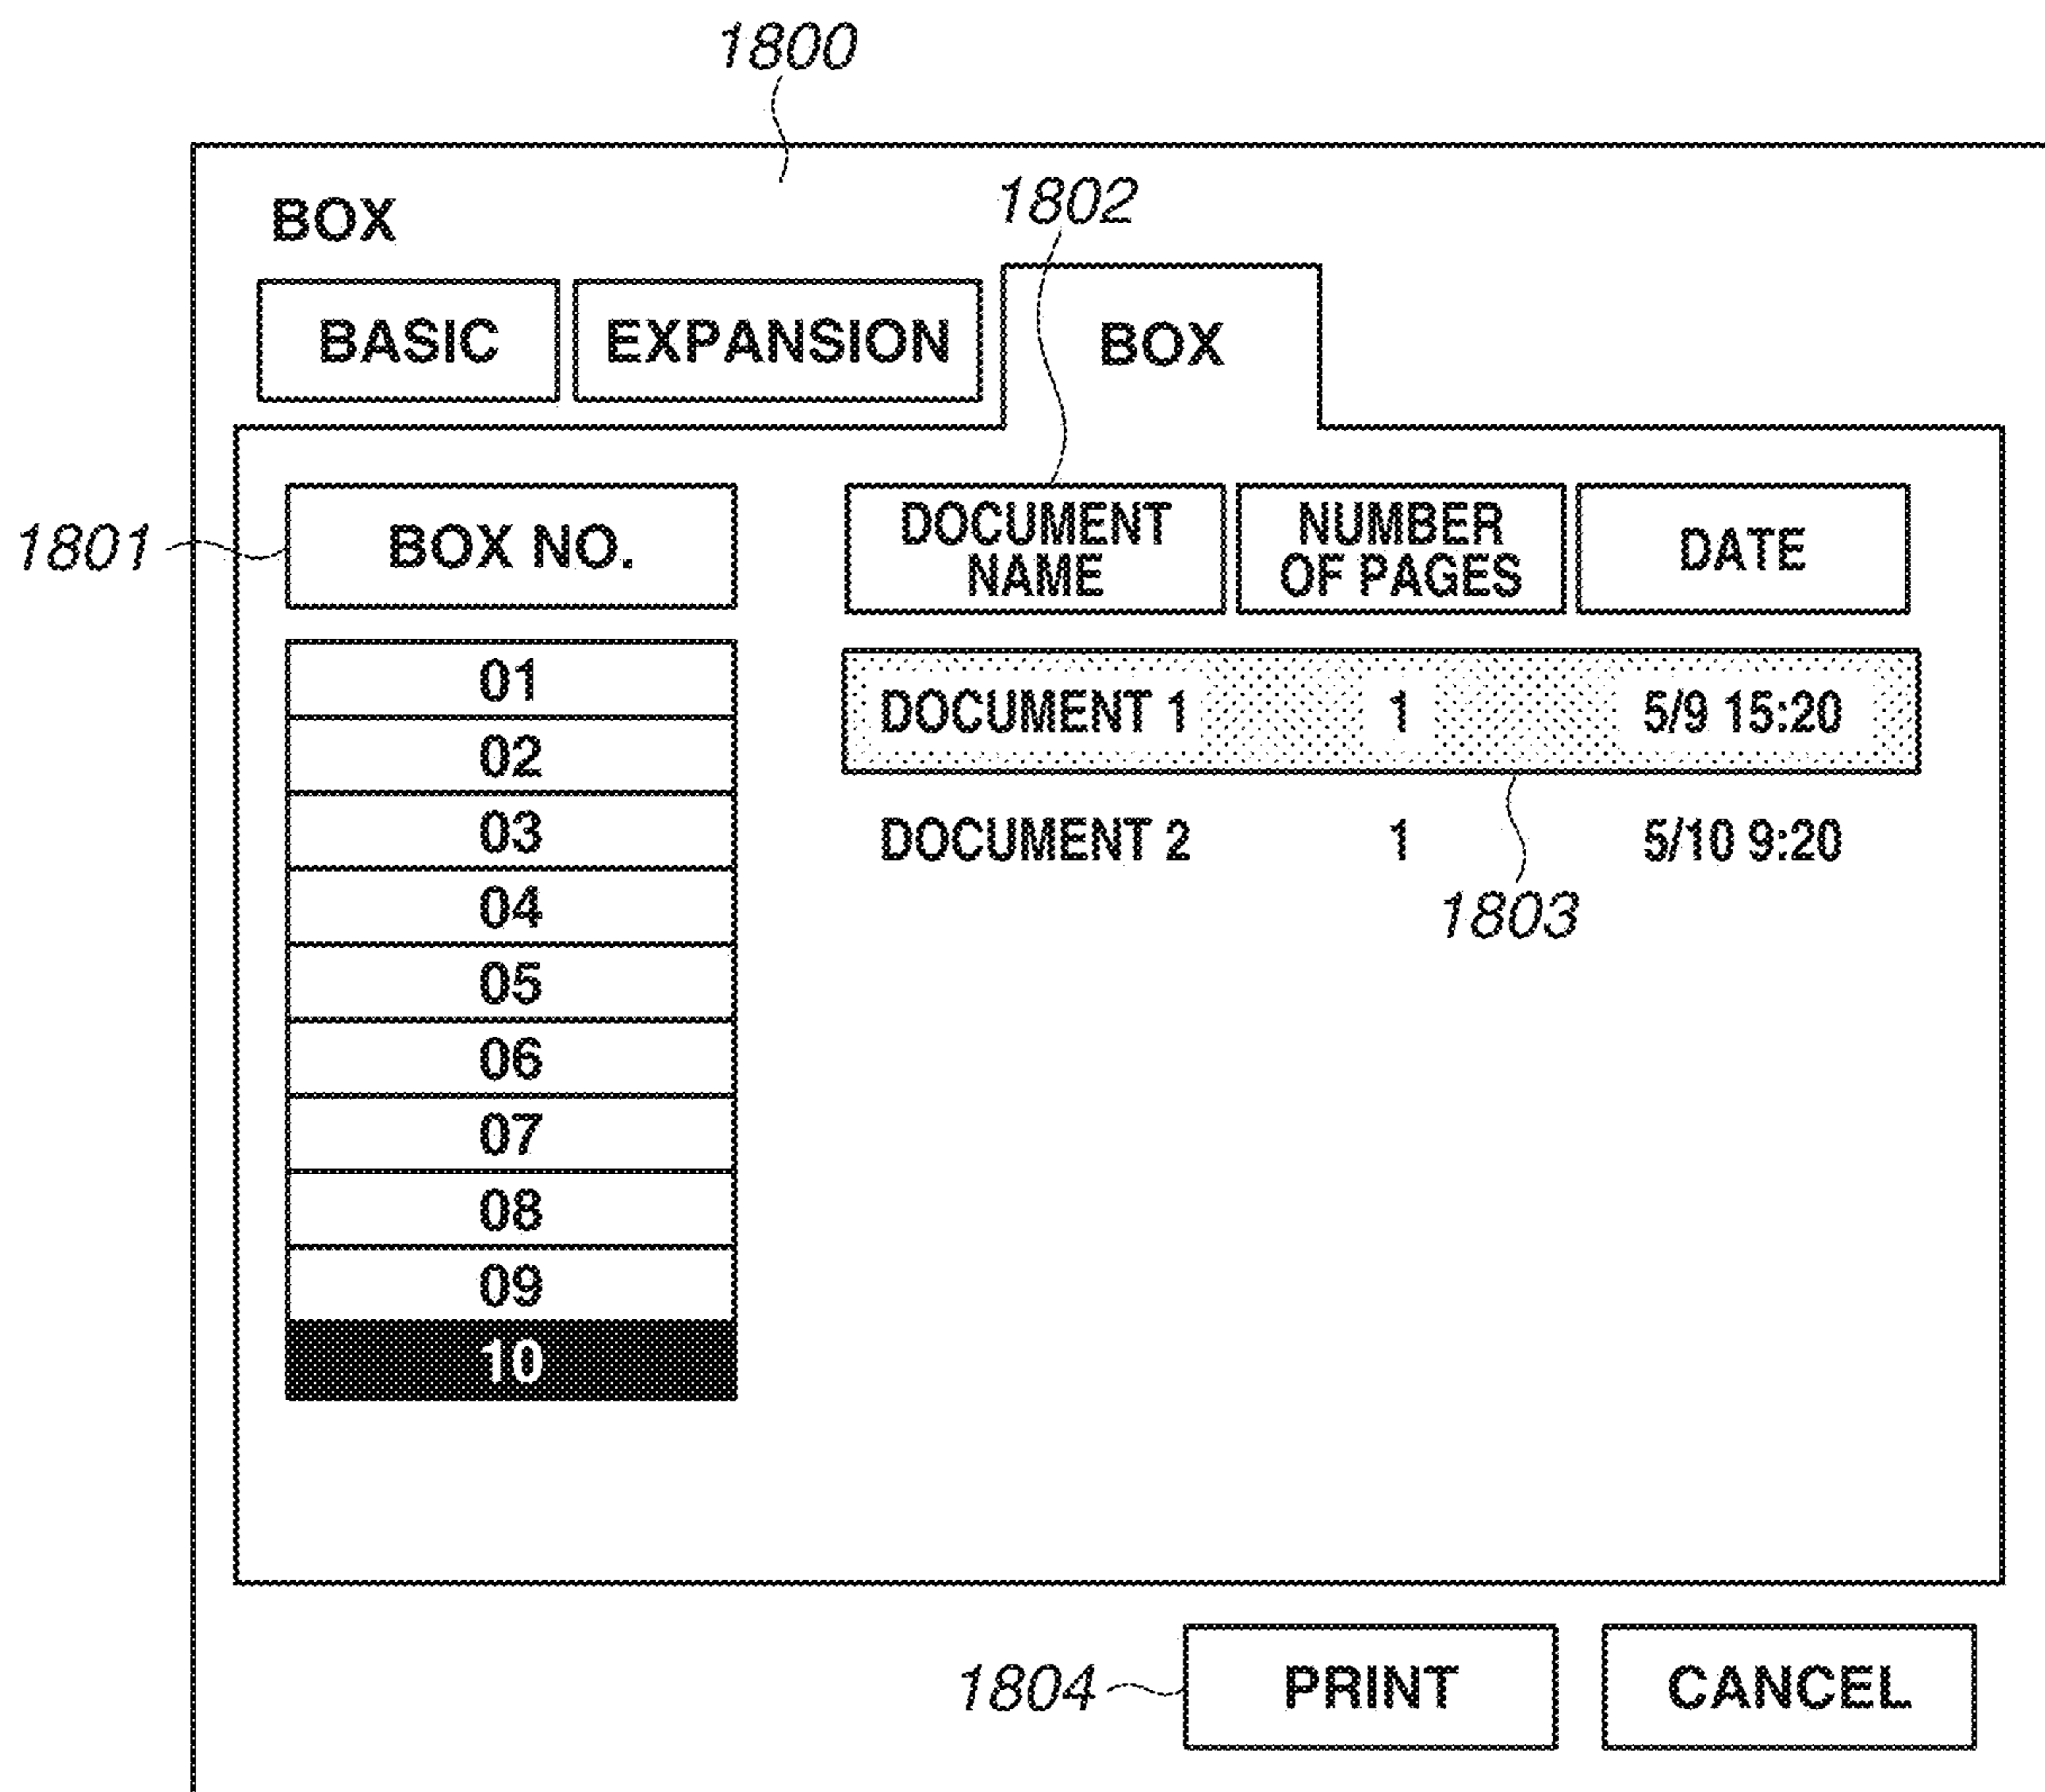 1800
BOX
1802
BASIC
EXPANSION
BOX
1801
BOX NO.
DOCUMENT
NAME
NUMBER
OF PAGES
DATE
01
02
03
04
05
06
07
08
09
10
DOCUMENT 1 1 5/9 15:20
DOCUMENT 2 1 5/10 9:20
1803
1804
PRINT
CANCEL